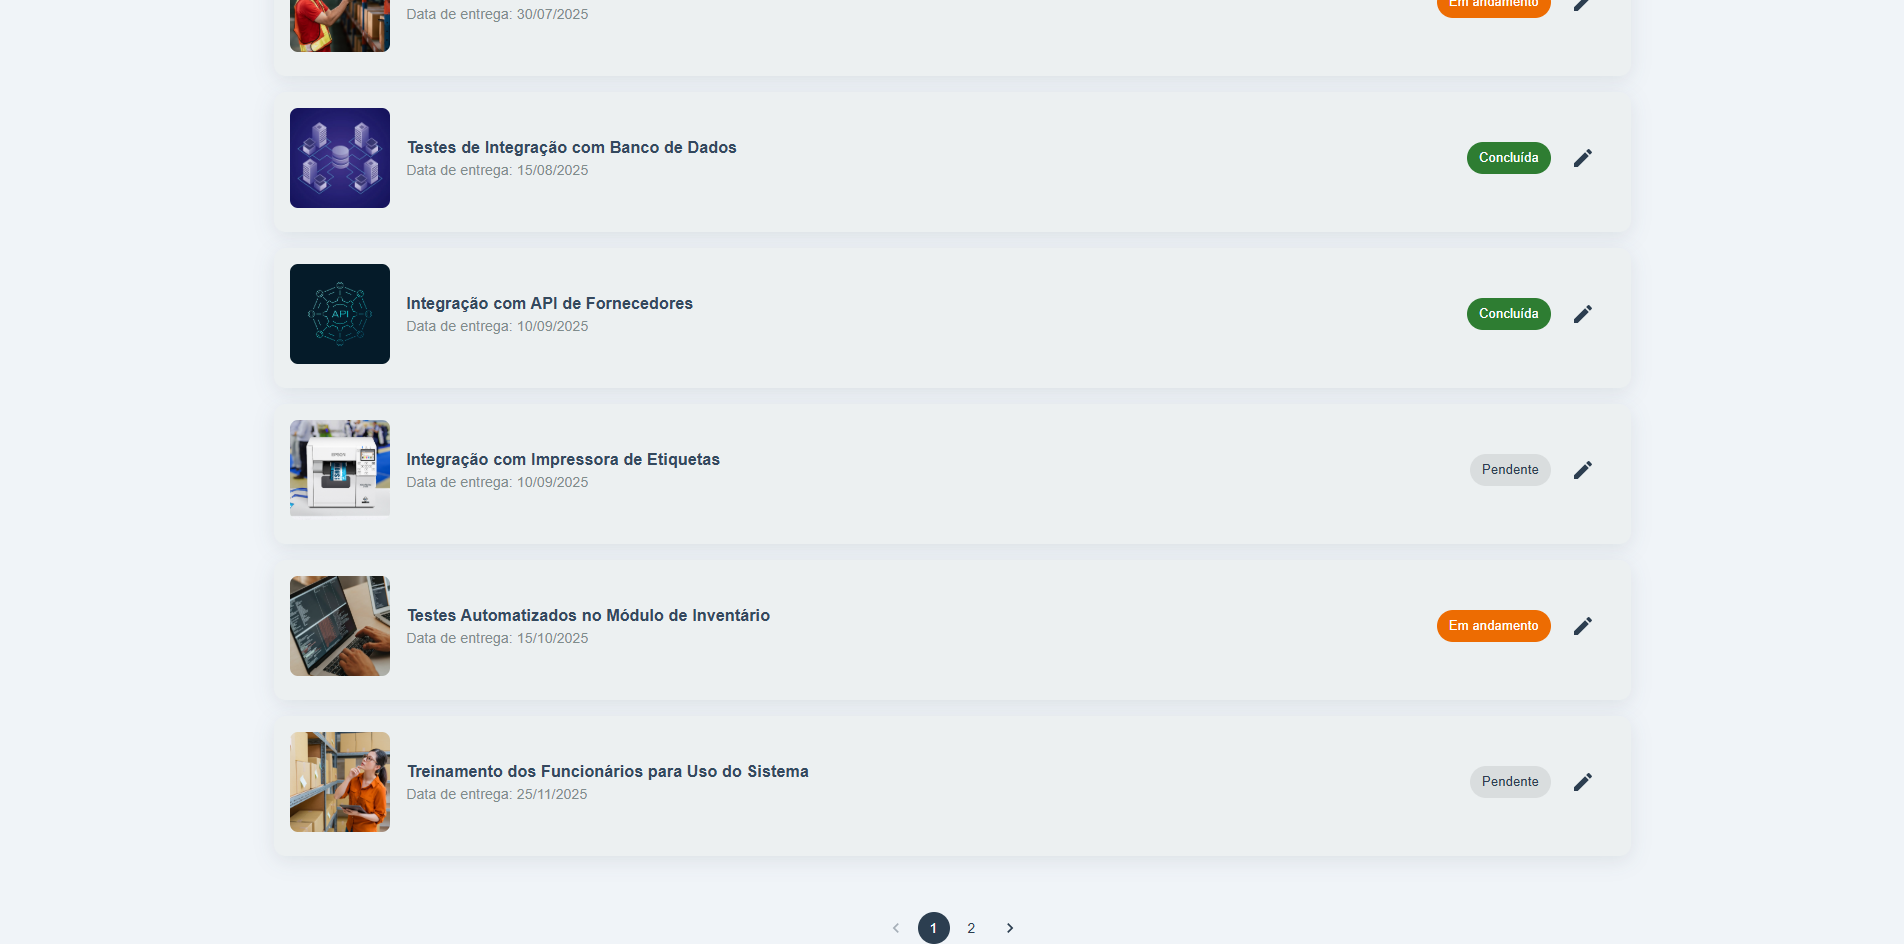 Data de entrega: 30/07/2025
Em andamento
Testes de Integração com Banco de Dados
Data de entrega: 15/08/2025
Concluída
API
Integração com API de Fornecedores
Data de entrega: 10/09/2025
Concluída
Integração com Impressora de Etiquetas
Data de entrega: 10/09/2025
Pendente
Testes Automatizados no Módulo de Inventário
Data de entrega: 15/10/2025
Em andamento
Treinamento dos Funcionários para Uso do Sistema
Data de entrega: 25/11/2025
Pendente
1 2